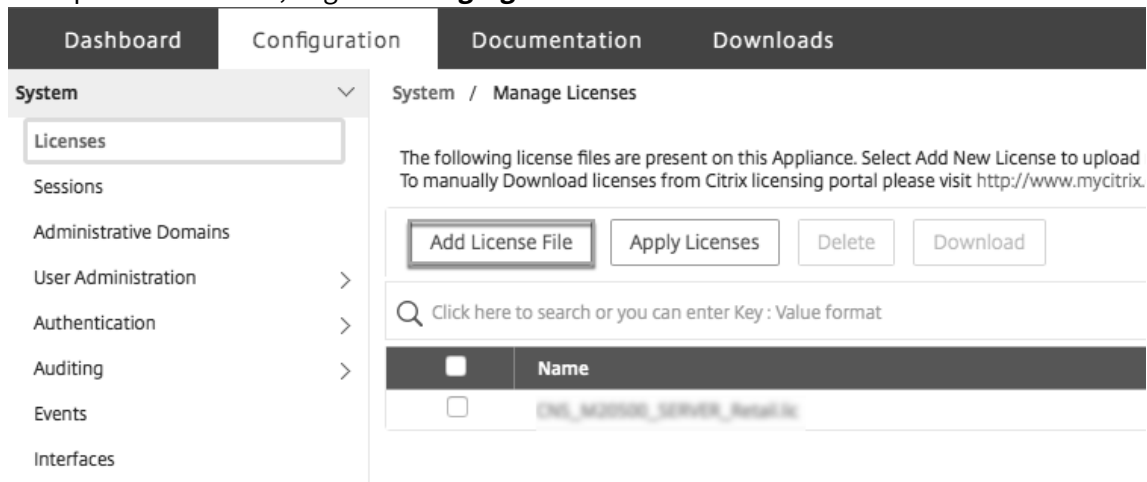 Dashboard Configuration Documentation Downloads
System
System / Manage Licenses
Licenses
The following license files are present on this Appliance. Select Add New License to upload
To manually Download licenses from Citrix licensing portal please visit http://www.mycitrix.
Sessions
Administrative Domains
Add License File Apply Licenses Delete Download
User Administration
Click here to search or you can enter Key : Value format
Authentication
Auditing
Name
Events
Interfaces